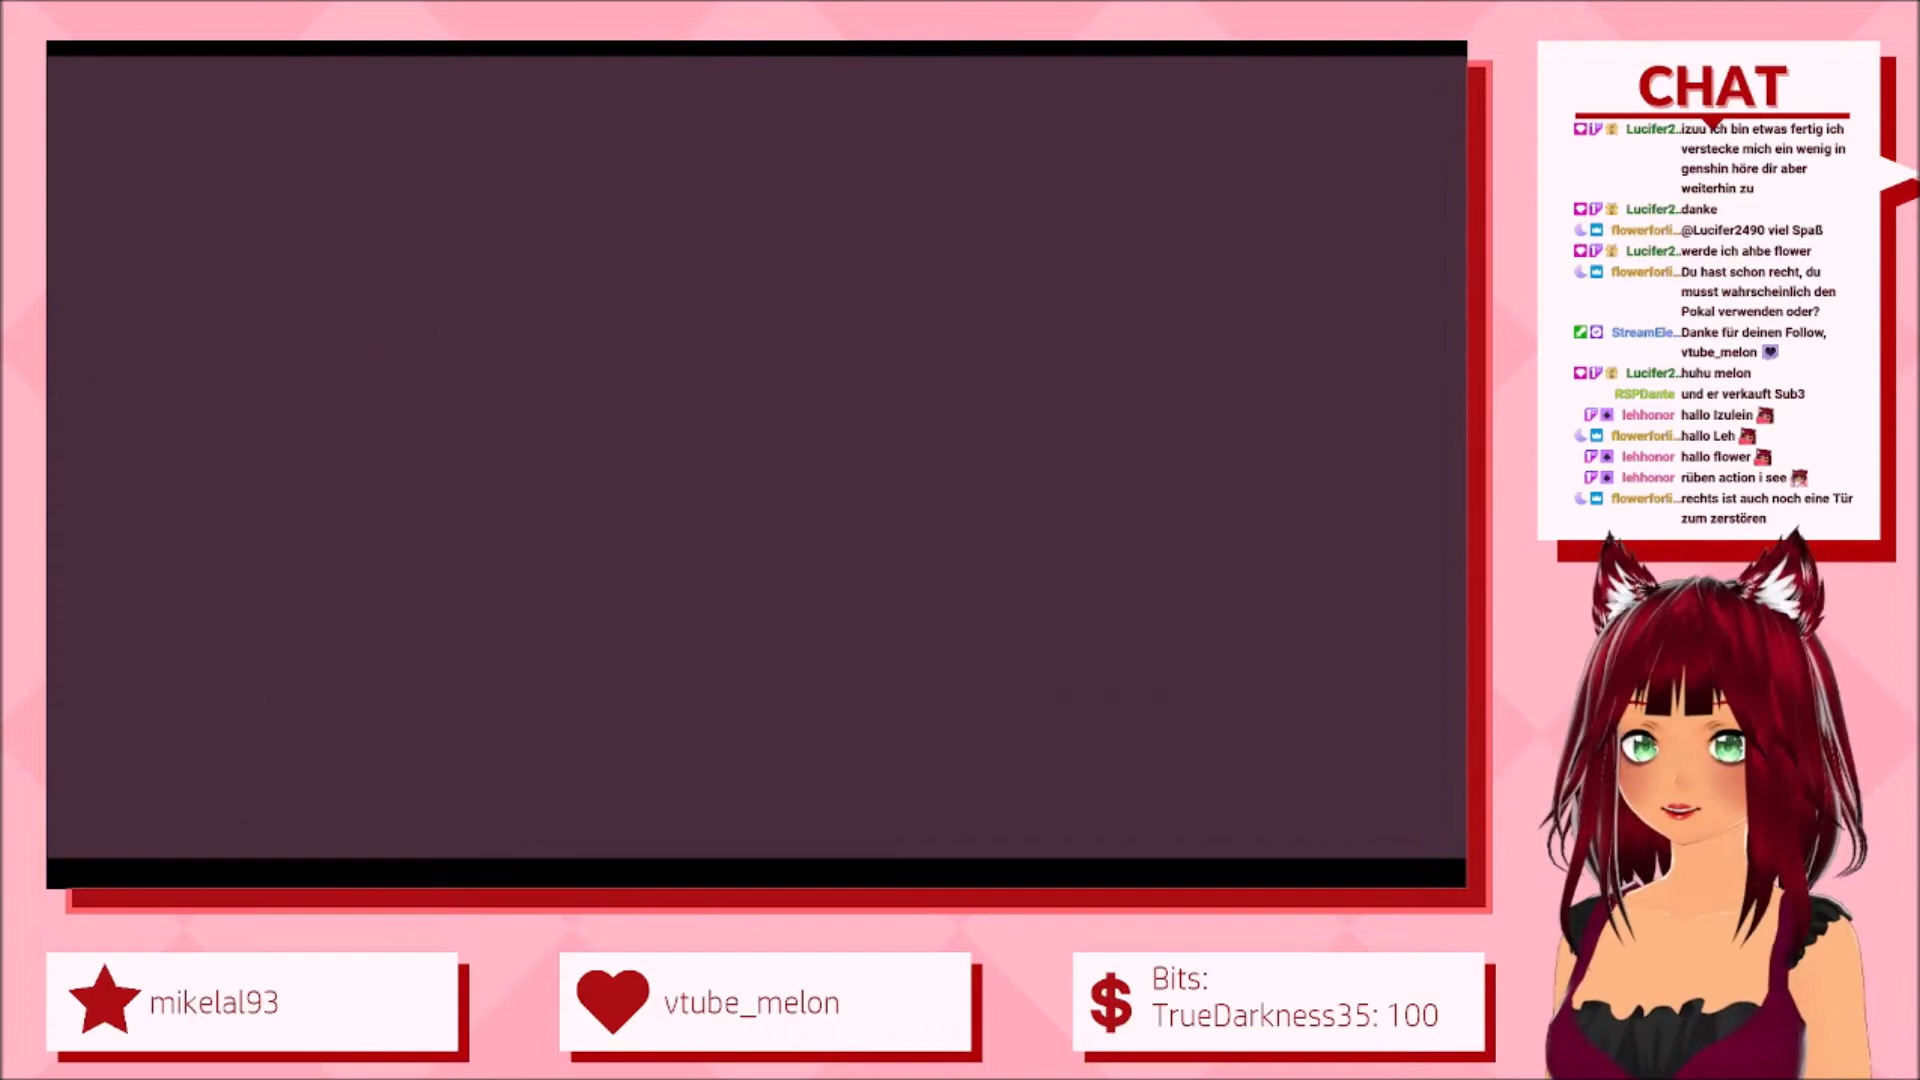 CHAT
Lucifer2..izuu ich bin etwas fertig ich
verstecke mich ein wenig in
genshin höre dir aber
weiterhin zu
Lucifer2..danke
flowerforli...@Lucifer2490 viel Spaß
Lucifer2..werde ich ahbe flower
flowerforli...Du hast schon recht, du
musst wahrscheinlich den
Pokal verwenden oder?
StreamEle...Danke für deinen Follow,
vtube_melon
Lucifer2..huhu melon
RSPDante und er verkauft Sub3
lehhonor hallo Izulein
flowerforli...hallo Leh
lehhonor hallo flower
lehhonor rüben action i see
flowerforli...rechts ist auch noch eine Tür
zum zerstören
mikelal93
vtube_melon
$ Bits:
TrueDarkness35: 100